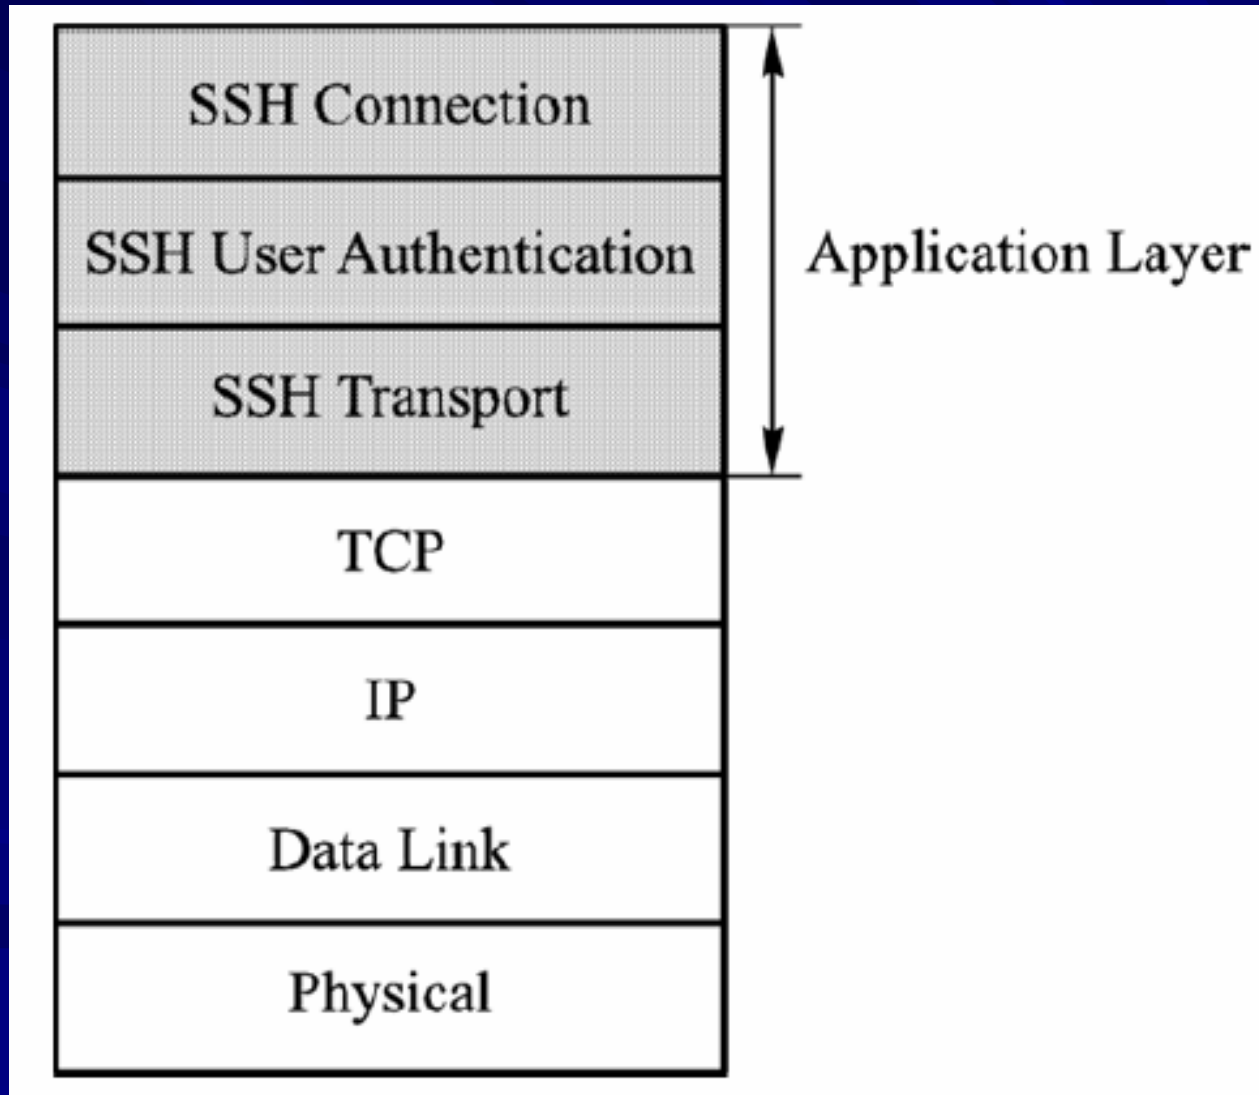 SSH Connection
SSH User Authentication
Application Layer
SSH Transport
TCP
IP
Data Link
Physical